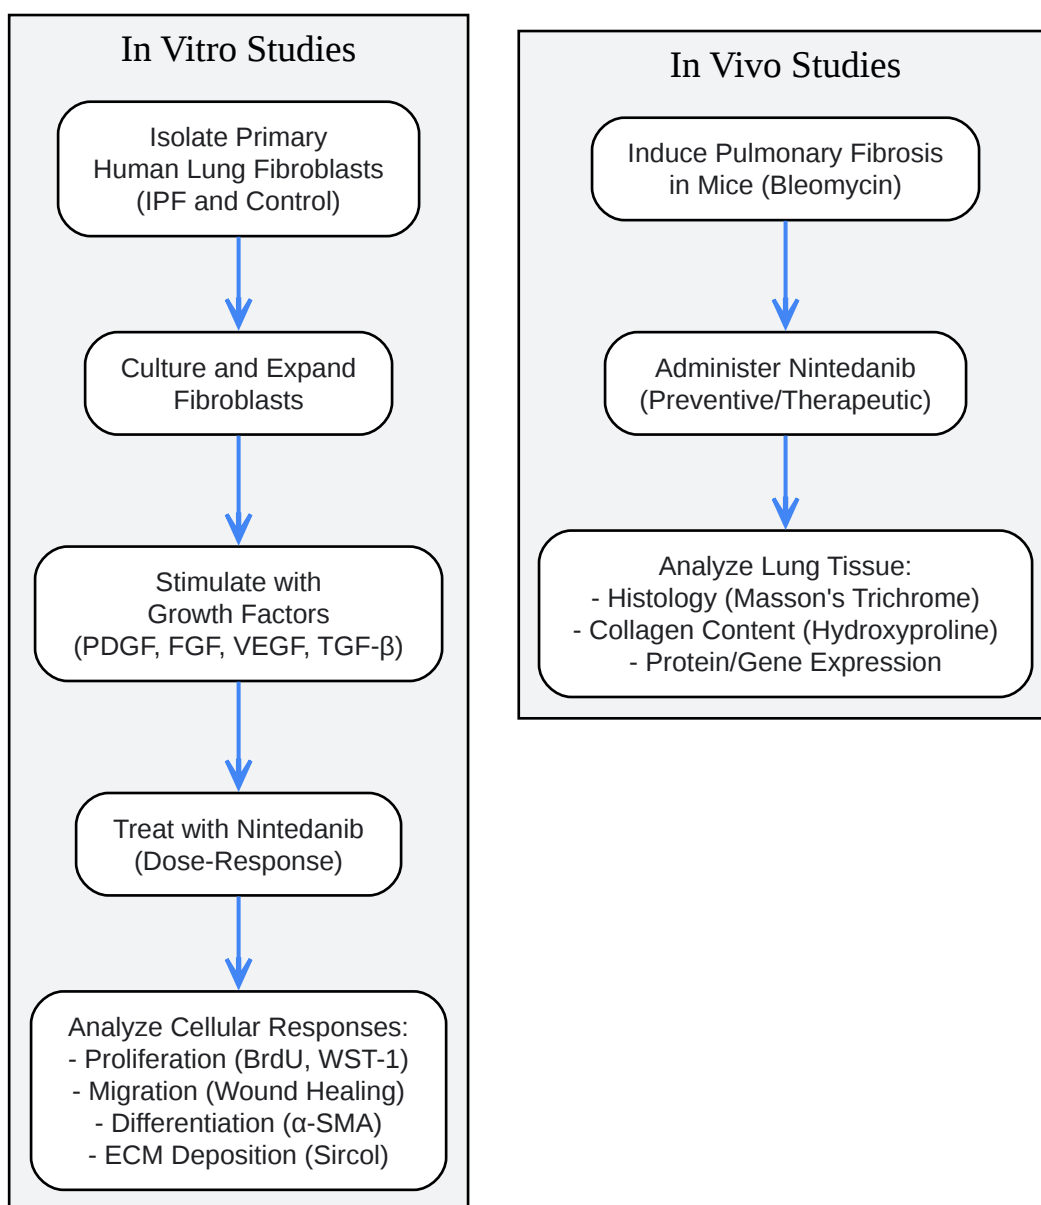 In Vitro Studies
Isolate Primary
Human Lung Fibroblasts
(IPF and Control)
Culture and Expand
Fibroblasts
Stimulate with
Growth Factors
(PDGF, FGF, VEGF, TGF-β)
Treat with Nintedanib
(Dose-Response)
Analyze Cellular Responses:
- Proliferation (BrdU, WST-1)
- Migration (Wound Healing)
- Differentiation (α-SMA)
- ECM Deposition (Sircol)
In Vivo Studies
Induce Pulmonary Fibrosis
in Mice (Bleomycin)
Administer Nintedanib
(Preventive/Therapeutic)
Analyze Lung Tissue:
- Histology (Masson's Trichrome)
- Collagen Content (Hydroxyproline)
- Protein/Gene Expression